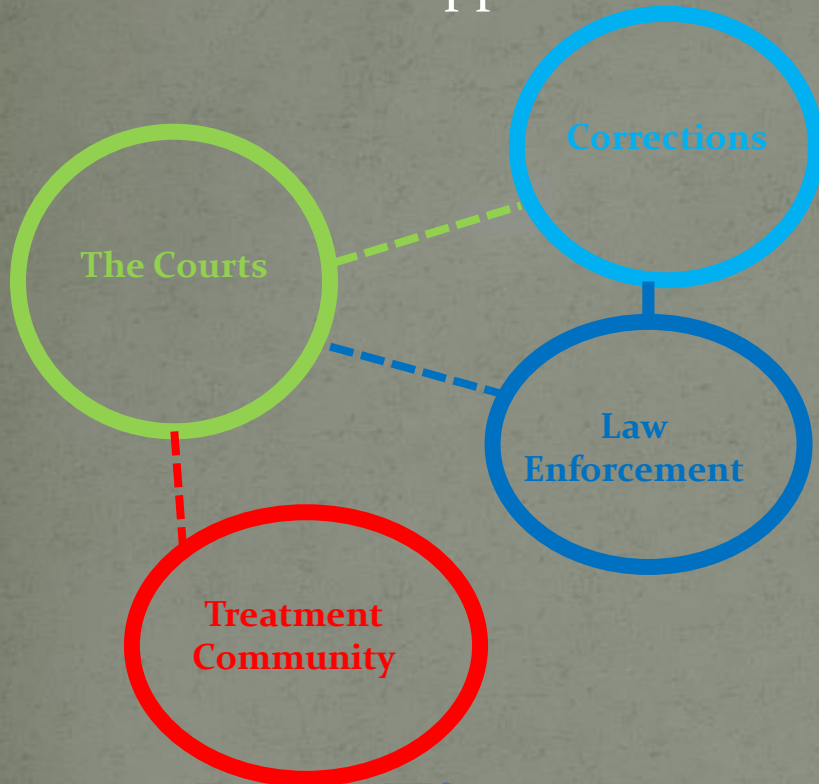 Corrections
The Courts
Law
Enforcement
Treatment
Community